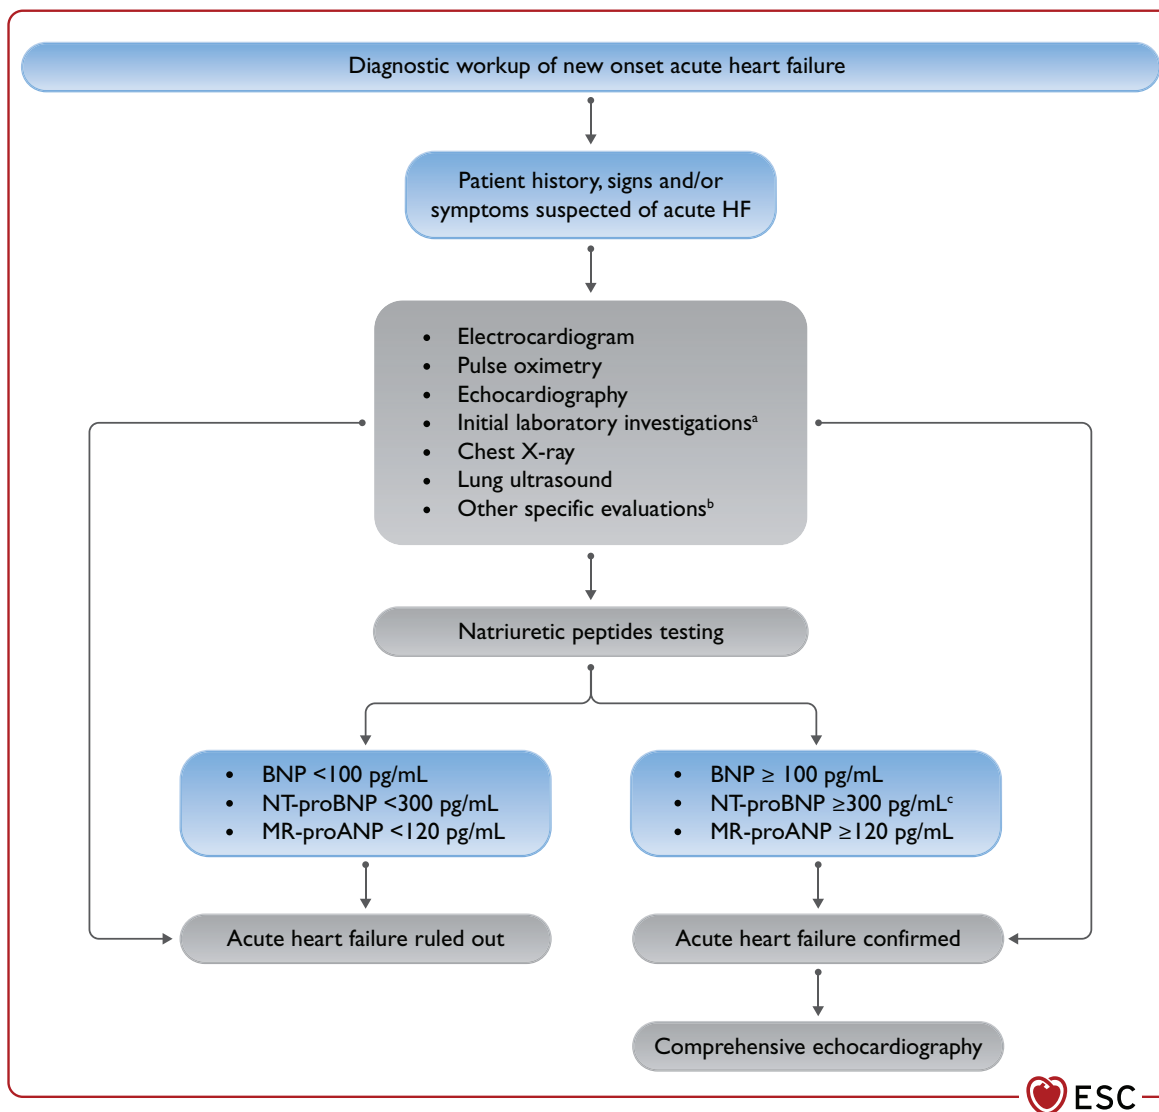 Diagnostic workup of new onset acute heart failure
Patient history, signs and/or
symptoms suspected of acute HF
• Electrocardiogram
• Pulse oximetry
• Echocardiography
• Initial laboratory investigationsᵃ
• Chest X-ray
• Lung ultrasound
• Other specific evaluationsᵇ
Natriuretic peptides testing
• BNP <100 pg/mL
• NT-proBNP <300 pg/mL
• MR-proANP <120 pg/mL
• BNP ≥ 100 pg/mL
• NT-proBNP ≥300 pg/mLᶜ
• MR-proANP ≥120 pg/mL
Acute heart failure ruled out
Acute heart failure confirmed
Comprehensive echocardiography
ESC